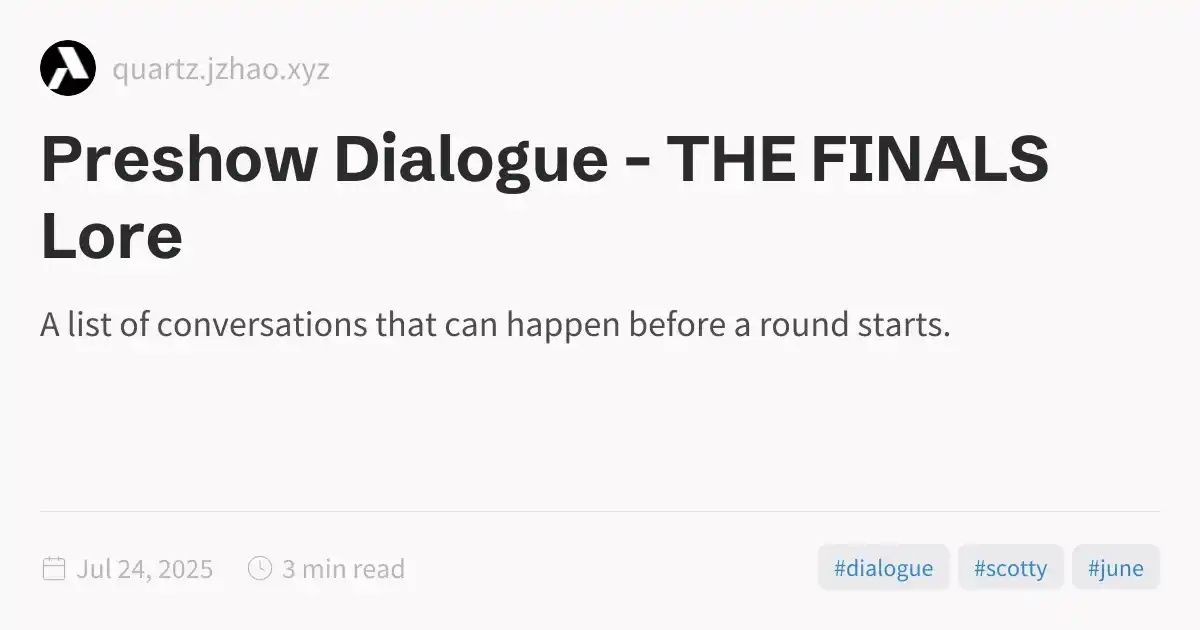 quartz.jzhao.xyz
Preshow Dialogue - THE FINALS
Lore
A list of conversations that can happen before a round starts.
Jul 24, 2025
3 min read
#dialogue
#scotty
#june